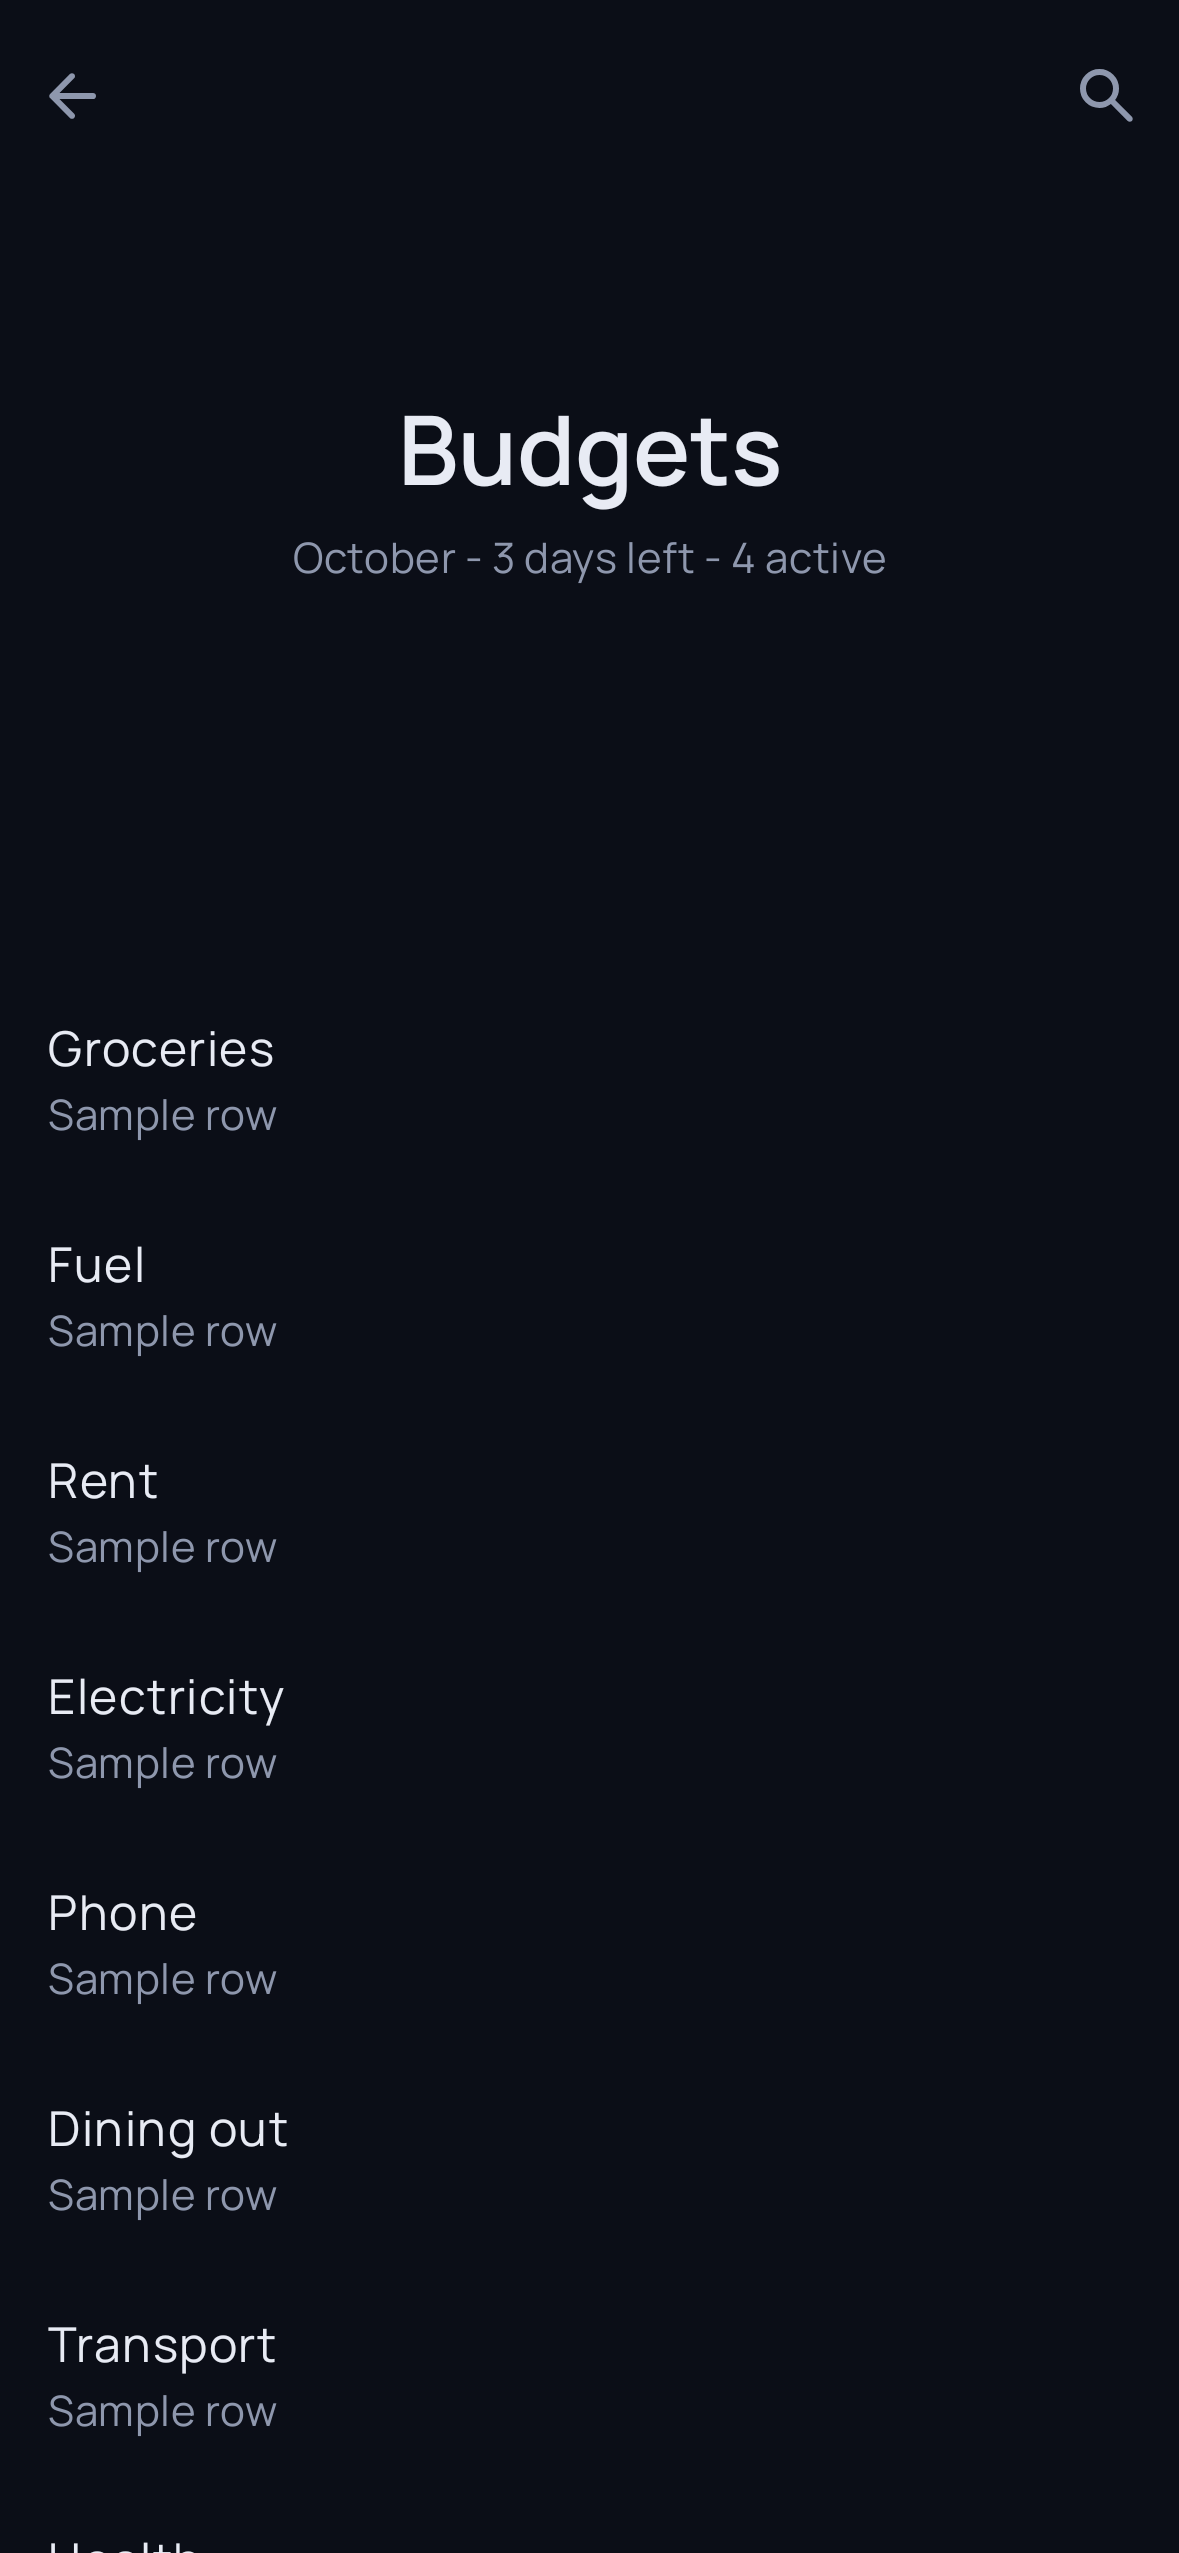 Budgets
October - 3 days left - 4 active
Groceries
Sample row
Fuel
Sample row
Rent
Sample row
Electricity
Sample row
Phone
Sample row
Dining out
Sample row
Transport
Sample row
Health